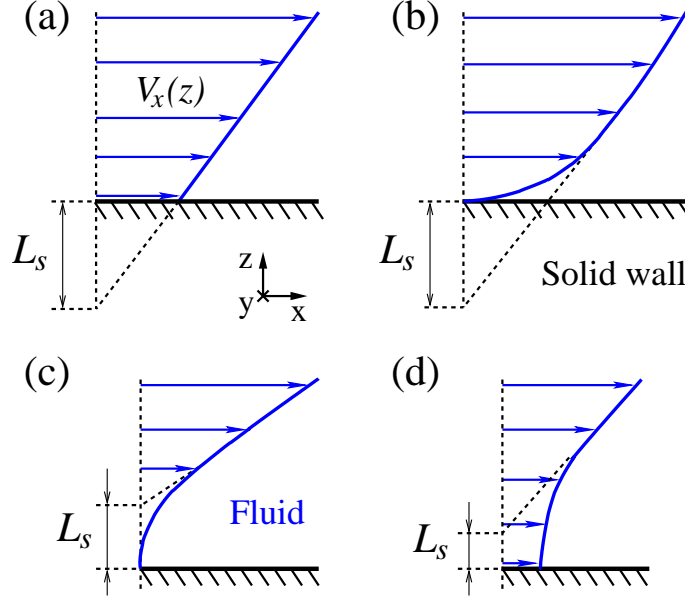 (a)
(b)
V_x(z)
L_s
z
y
x
L_s
Solid wall
(c)
(d)
L_s
Fluid
L_s